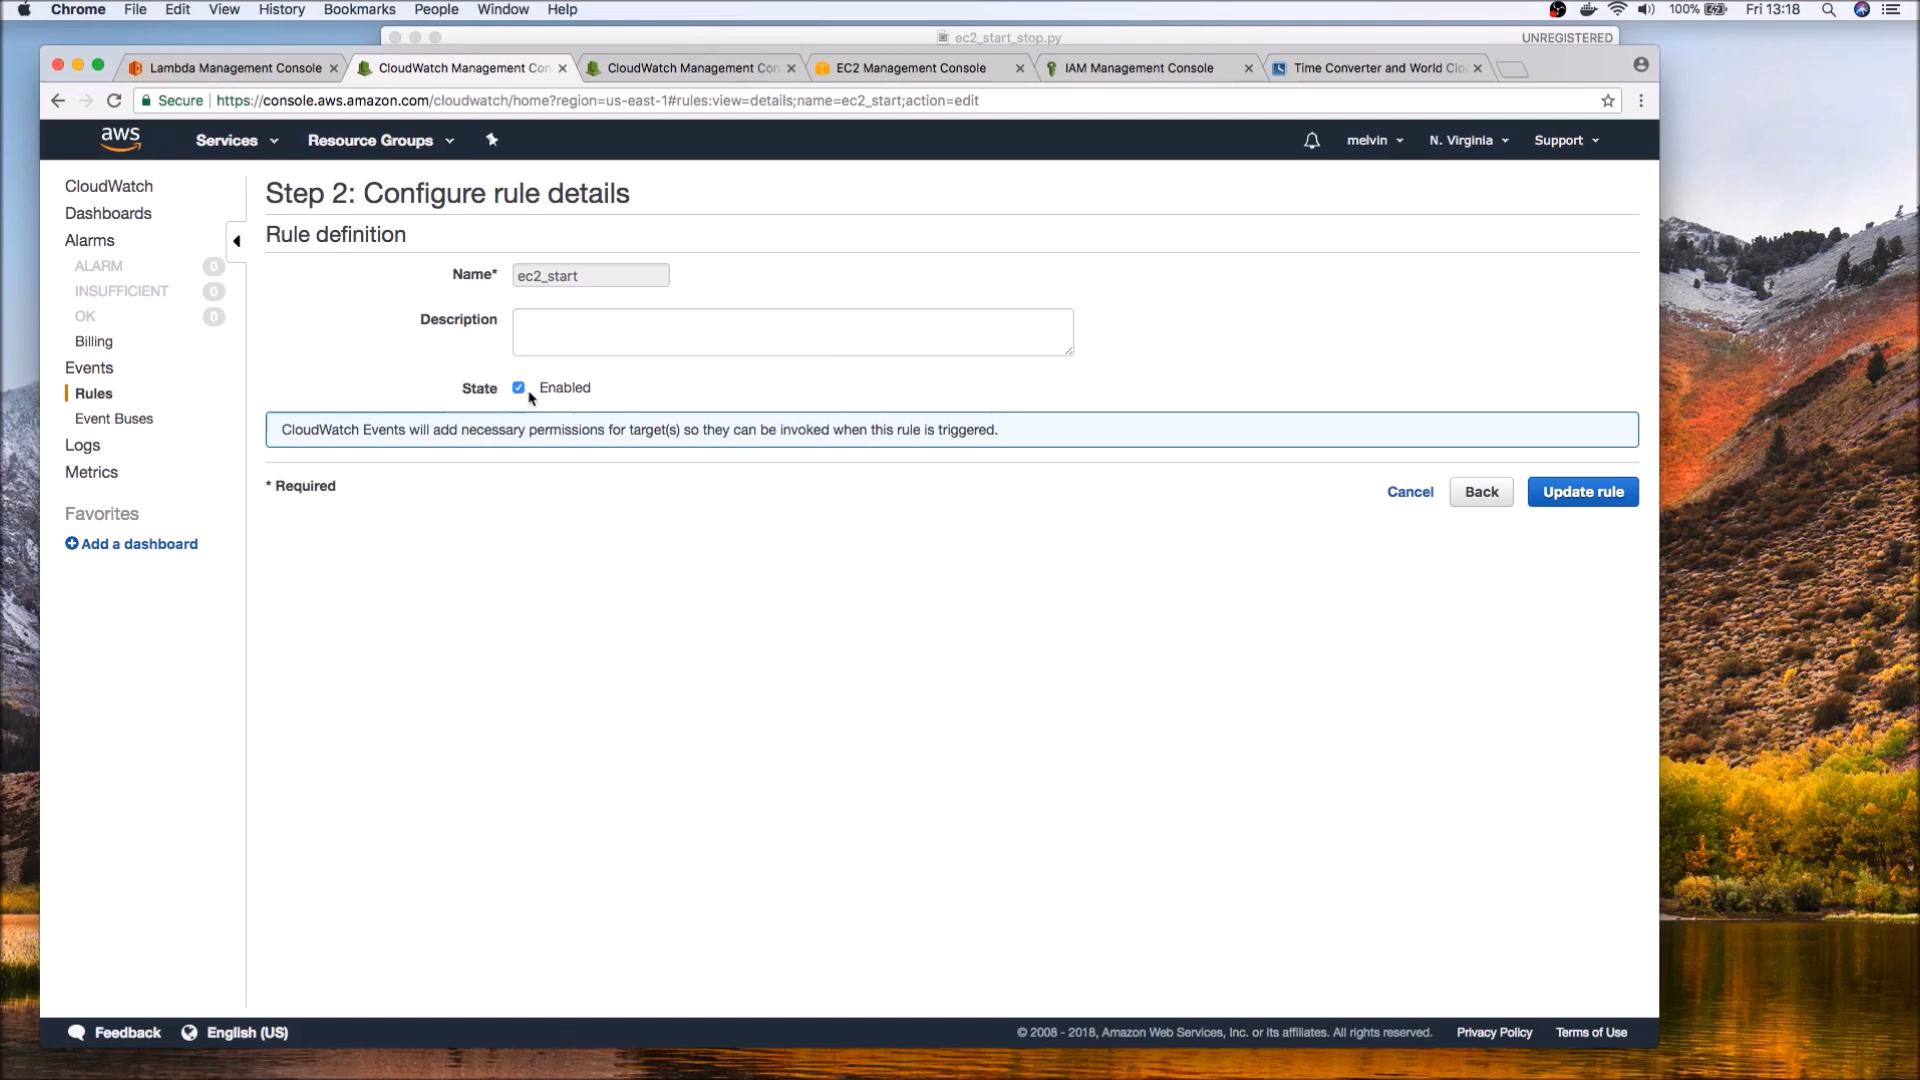 Chrome File Edit View History Bookmarks People Window Help 100% Fri 13:18
ec2_start_stop.py UNREGISTERED
Lambda Management Console CloudWatch Management Con CloudWatch Management Con EC2 Management Console IAM Management Console Time Converter and World Clo
Secure https://console.aws.amazon.com/cloudwatch/home?region=us-east-1#rules:view=details;name=ec2_start;action=edit
aws Services Resource Groups melvin N. Virginia Support
CloudWatch
Dashboards
Alarms
ALARM 0
INSUFFICIENT 0
OK 0
Billing
Events
Rules
Event Buses
Logs
Metrics
Favorites
Add a dashboard
Step 2: Configure rule details
Rule definition
Name* ec2_start
Description
State Enabled
CloudWatch Events will add necessary permissions for target(s) so they can be invoked when this rule is triggered.
* Required
Cancel Back Update rule
Feedback English (US) © 2008 - 2018, Amazon Web Services, Inc. or its affiliates. All rights reserved. Privacy Policy Terms of Use